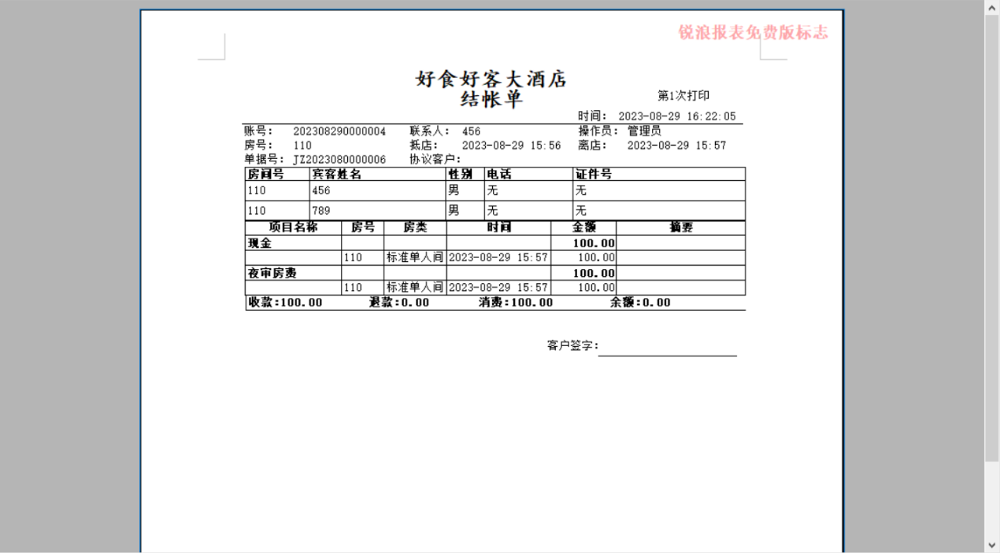 锐浪报表免费版标志
好食好客大酒店
结帐单
第1次打印
时间： 2023-08-29 16:22:05
账号： 202308290000004 联系人： 456 操作员： 管理员
房号： 110 抵店： 2023-08-29 15:56 离店： 2023-08-29 15:57
单据号： JZ2023080000006 协议客户：
房间号 宾客姓名 性别 电话 证件号
110 456 男 无 无
110 789 男 无 无
项目名称 房号 房类 时间 金额 摘要
现金 100.00
110 标准单人间 2023-08-29 15:57 100.00
夜审房费 100.00
110 标准单人间 2023-08-29 15:57 100.00
收款:100.00 退款:0.00 消费:100.00 余额:0.00
客户签字: